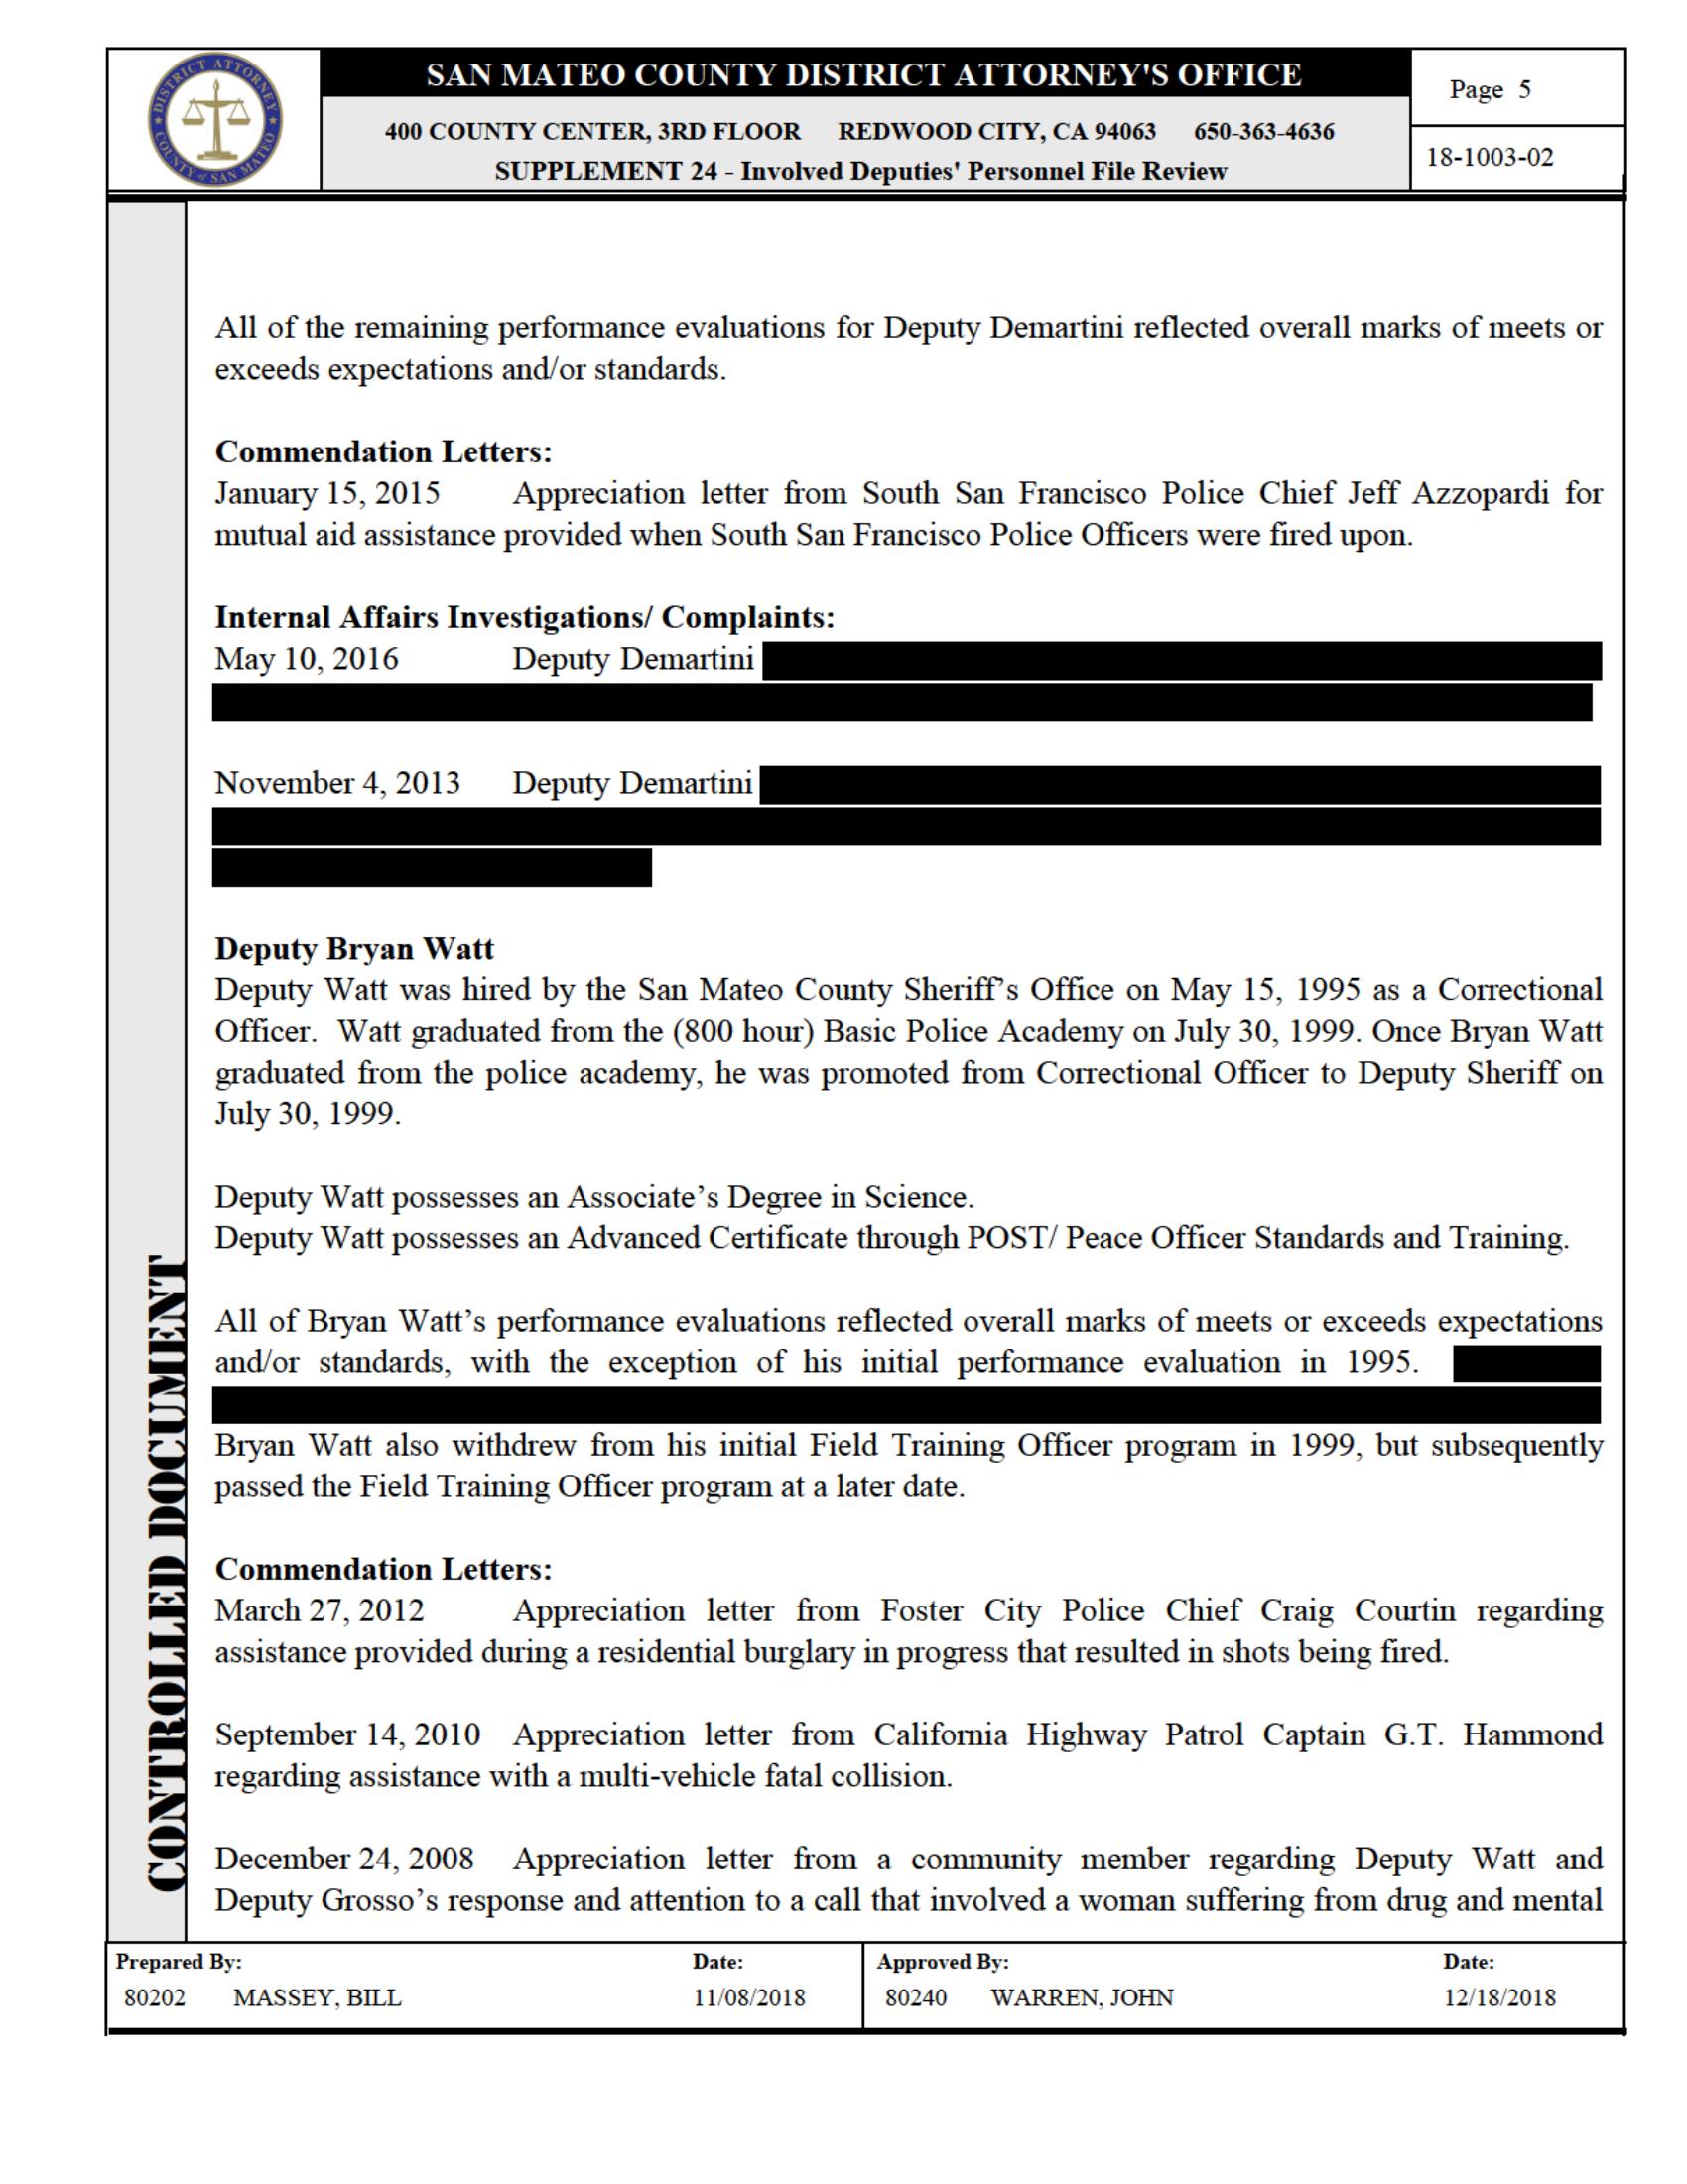 DISTRICT ATTORNEY
COUNTY of SAN MATEO
SAN MATEO COUNTY DISTRICT ATTORNEY'S OFFICE
400 COUNTY CENTER, 3RD FLOOR REDWOOD CITY, CA 94063 650-363-4636
SUPPLEMENT 24 - Involved Deputies' Personnel File Review
Page 5
18-1003-02
All of the remaining performance evaluations for Deputy Demartini reflected overall marks of meets or
exceeds expectations and/or standards.
Commendation Letters:
January 15, 2015 Appreciation letter from South San Francisco Police Chief Jeff Azzopardi for
mutual aid assistance provided when South San Francisco Police Officers were fired upon.
Internal Affairs Investigations/ Complaints:
May 10, 2016 Deputy Demartini
November 4, 2013 Deputy Demartini
Deputy Bryan Watt
Deputy Watt was hired by the San Mateo County Sheriff's Office on May 15, 1995 as a Correctional
Officer. Watt graduated from the (800 hour) Basic Police Academy on July 30, 1999. Once Bryan Watt
graduated from the police academy, he was promoted from Correctional Officer to Deputy Sheriff on
July 30, 1999.
Deputy Watt possesses an Associate’s Degree in Science.
Deputy Watt possesses an Advanced Certificate through POST/ Peace Officer Standards and Training.
All of Bryan Watt’s performance evaluations reflected overall marks of meets or exceeds expectations
and/or standards, with the exception of his initial performance evaluation in 1995.
Bryan Watt also withdrew from his initial Field Training Officer program in 1999, but subsequently
passed the Field Training Officer program at a later date.
Commendation Letters:
March 27, 2012 Appreciation letter from Foster City Police Chief Craig Courtin regarding
assistance provided during a residential burglary in progress that resulted in shots being fired.
September 14, 2010 Appreciation letter from California Highway Patrol Captain G.T. Hammond
regarding assistance with a multi-vehicle fatal collision.
December 24, 2008 Appreciation letter from a community member regarding Deputy Watt and
Deputy Grosso’s response and attention to a call that involved a woman suffering from drug and mental
CONTROLLED DOCUMENT
Prepared By: Date: Approved By: Date:
80202 MASSEY, BILL 11/08/2018 80240 WARREN, JOHN 12/18/2018